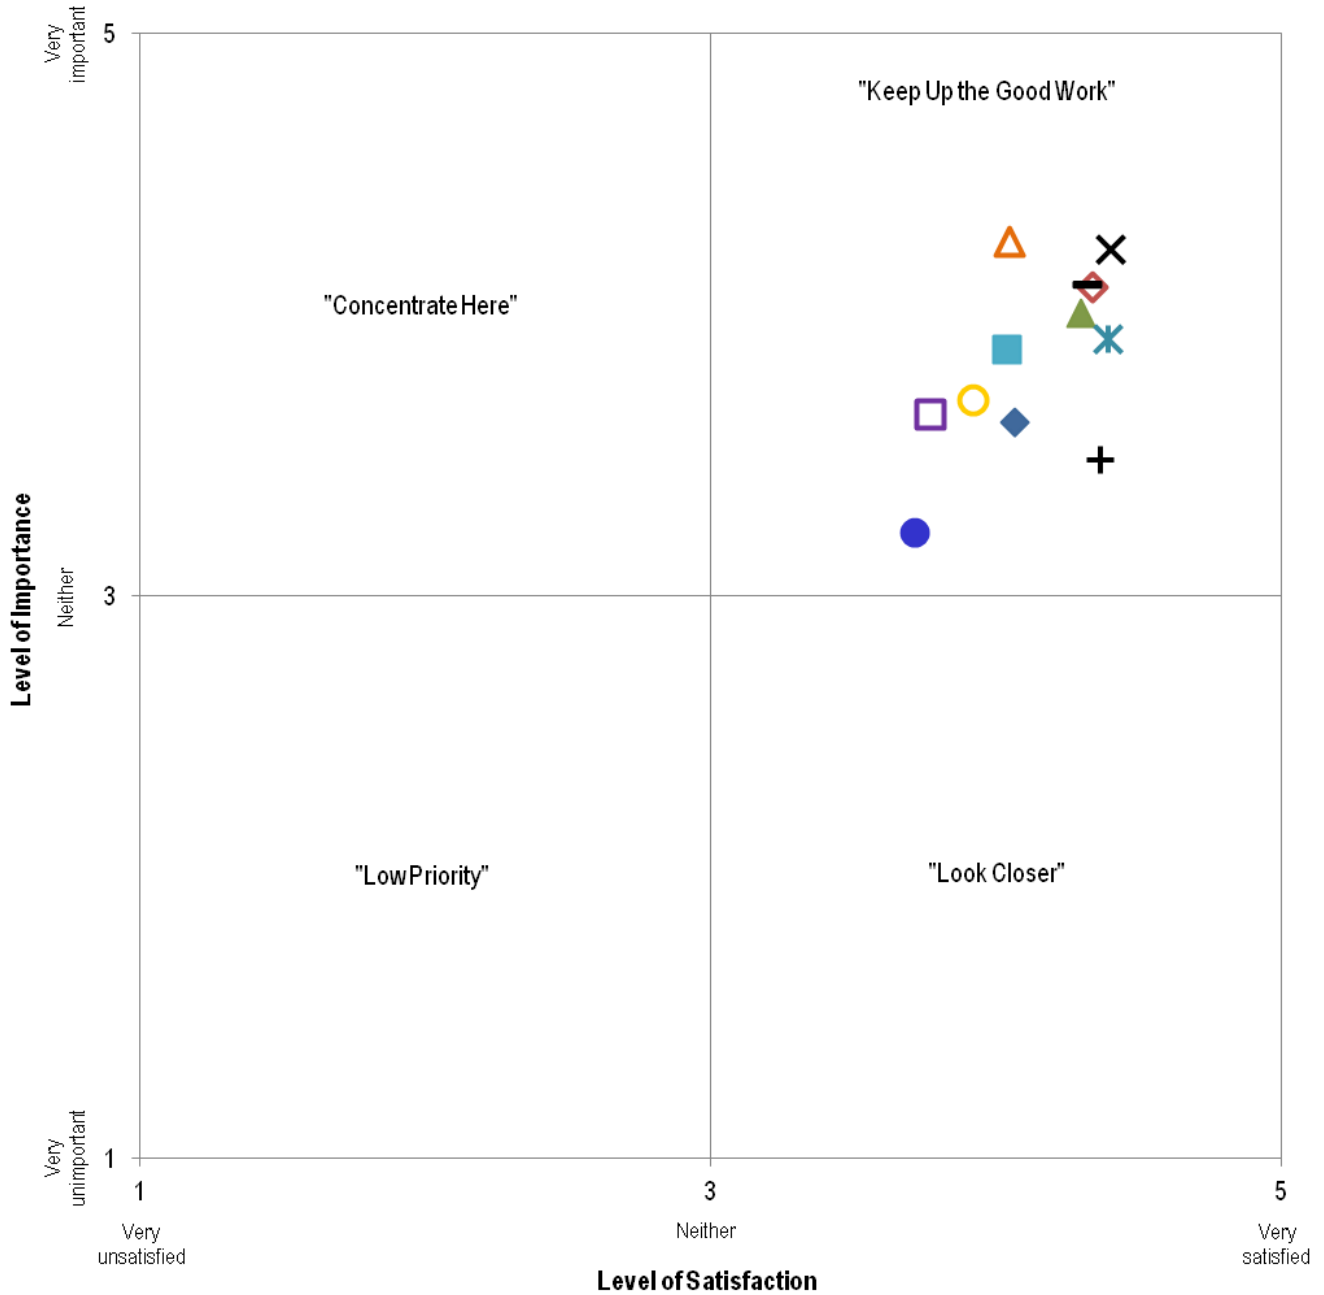 Very
important
5
"Keep Up the Good Work"
"Concentrate Here"
Level of Importance
Neither
3
"Low Priority"
"Look Closer"
Very
unimportant
1
1
3
5
Very
unsatisfied
Neither
Very
satisfied
Level of Satisfaction